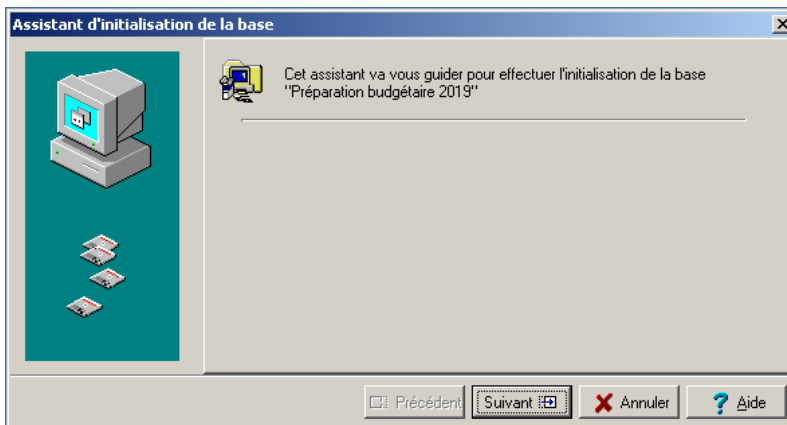 Assistant d'initialisation de la base
Cet assistant va vous guider pour effectuer l'initialisation de la base
"Préparation budgétaire 2019"
Précédent Suivant Annuler ? Aide